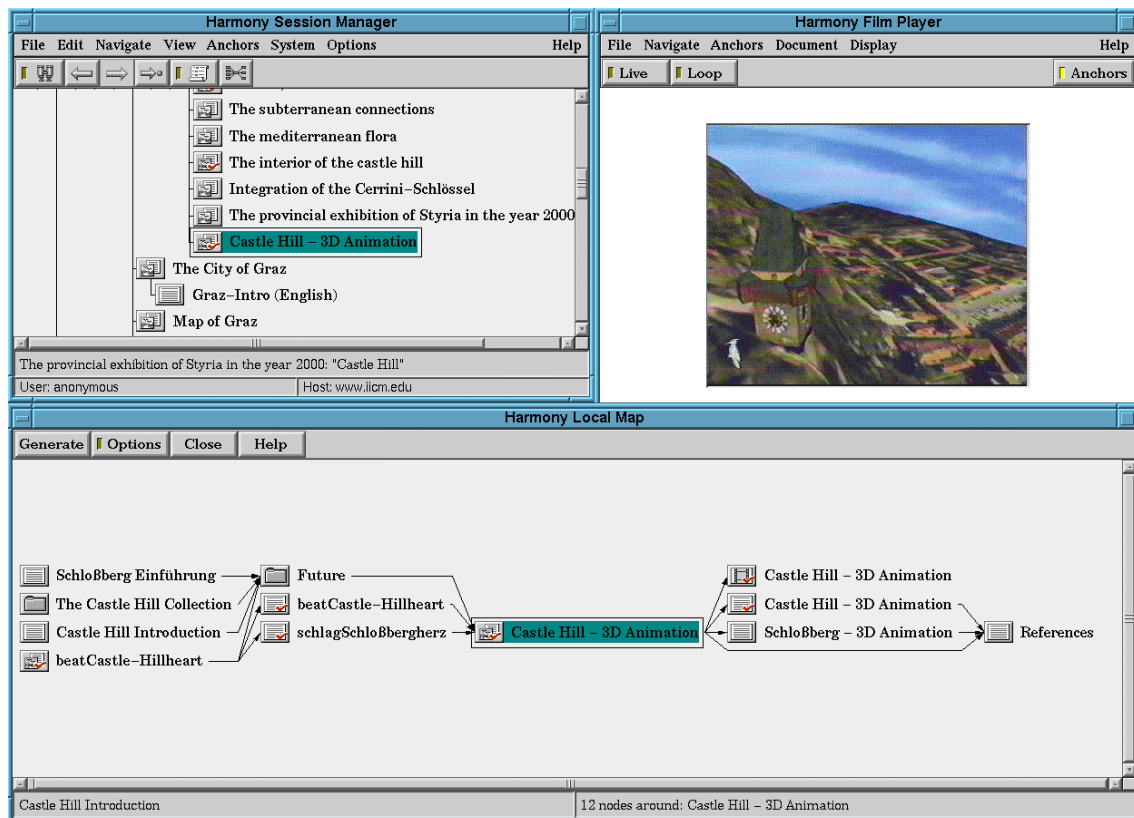 Harmony Session Manager
File Edit Navigate View Anchors System Options Help
The subterranean connections
The mediterranean flora
The interior of the castle hill
Integration of the Cerrini-Schlössel
The provincial exhibition of Styria in the year 2000
Castle Hill - 3D Animation
The City of Graz
Graz-Intro (English)
Map of Graz
The provincial exhibition of Styria in the year 2000: "Castle Hill"
User: anonymous Host: www.iicm.edu
Harmony Film Player
File Navigate Anchors Document Display Help
Live Loop Anchors
Harmony Local Map
Generate Options Close Help
Schloßberg Einführung Future Castle Hill - 3D Animation
The Castle Hill Collection beatCastle-Hillheart Castle Hill - 3D Animation
Castle Hill Introduction schlagSchloßbergherz Castle Hill - 3D Animation Schloßberg - 3D Animation References
beatCastle-Hillheart
Castle Hill Introduction 12 nodes around: Castle Hill - 3D Animation